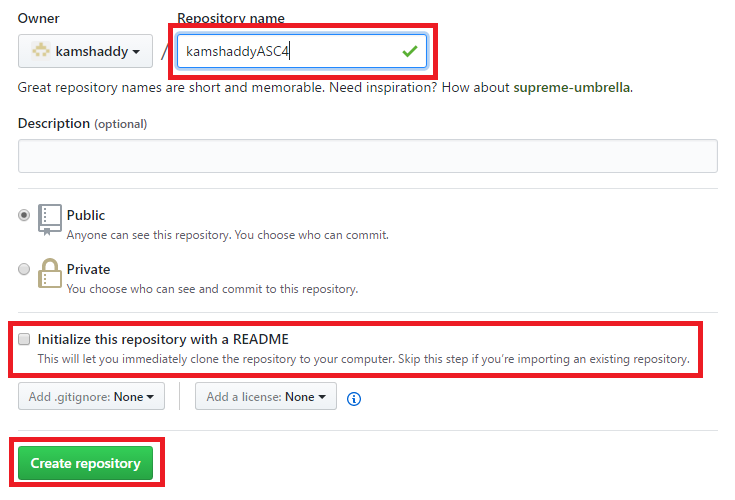 Owner
Repository name
kamshaddy
/
kamshaddyASC4
Great repository names are short and memorable. Need inspiration? How about supreme-umbrella.
Description (optional)
Public
Anyone can see this repository. You choose who can commit.
Private
You choose who can see and commit to this repository.
Initialize this repository with a README
This will let you immediately clone the repository to your computer. Skip this step if you're importing an existing repository.
Add .gitignore: None
Add a license: None
Create repository